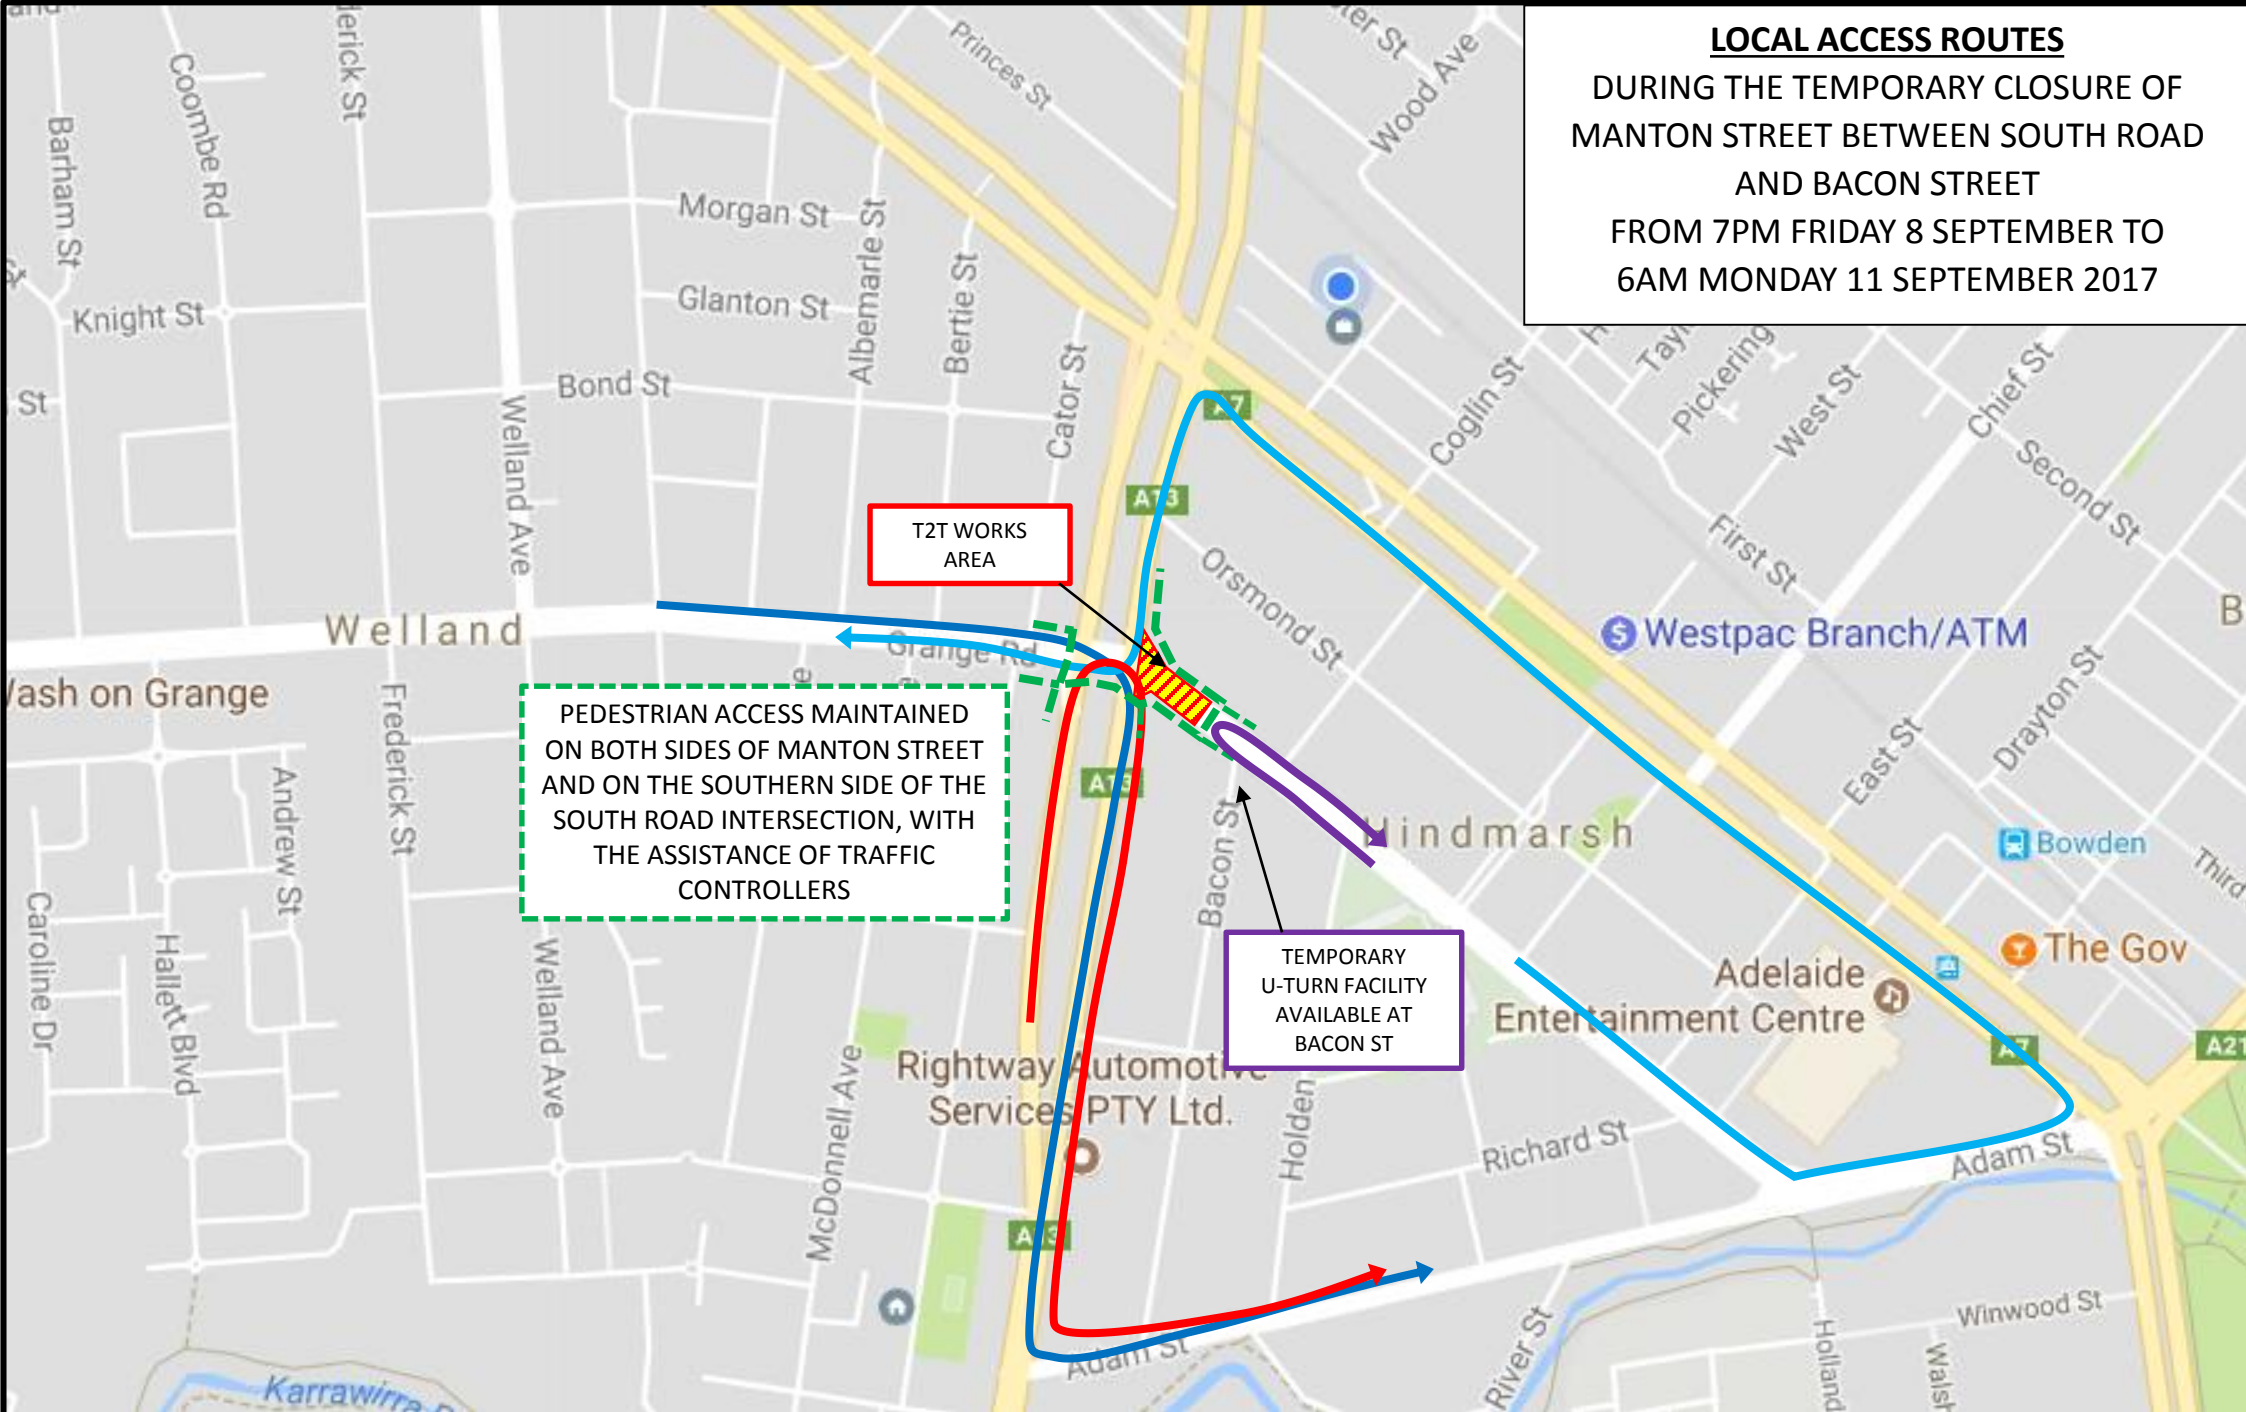 LOCAL ACCESS ROUTES
DURING THE TEMPORARY CLOSURE OF
MANTON STREET BETWEEN SOUTH ROAD
AND BACON STREET
FROM 7PM FRIDAY 8 SEPTEMBER TO
6AM MONDAY 11 SEPTEMBER 2017
Princes St
Wood Ave
Coombe Rd
Barham St
Morgan St
Albemarle St
Knight St
Glanton St
Bertie St
Cator St
St
Bond St
Welland Ave
A7
Coglin St
Pickering
West St
Chief St
Second St
A13
First St
T2T WORKS
AREA
Orsmond St
Welland
Grange Rd
Westpac Branch/ATM
Drayton St
East St
Frederick St
PEDESTRIAN ACCESS MAINTAINED
ON BOTH SIDES OF MANTON STREET
AND ON THE SOUTHERN SIDE OF THE
SOUTH ROAD INTERSECTION, WITH
THE ASSISTANCE OF TRAFFIC
CONTROLLERS
A13
Bacon St
Hindmarsh
Bowden
Third
Andrew St
Caroline Dr
Hallett Blvd
Welland Ave
TEMPORARY
U-TURN FACILITY
AVAILABLE AT
BACON ST
Adelaide
Entertainment Centre
The Gov
A7
A21
McDonnell Ave
Rightway Automotive
Services PTY Ltd.
Holden
Richard St
Adam St
A13
Adam St
River St
Holland
Winwood St
Walsh
Karrawirra